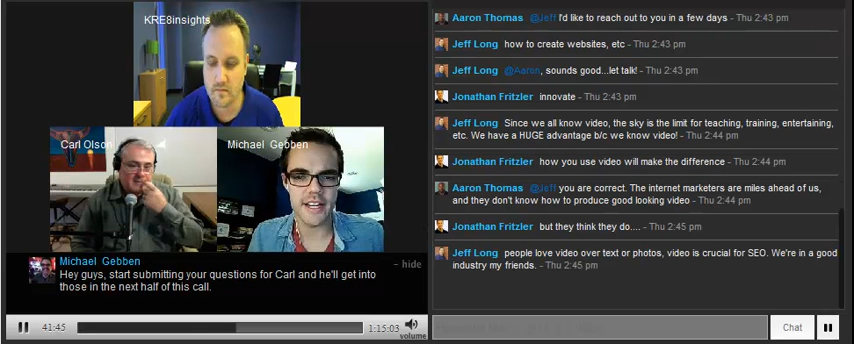 KRE8insights
Carl Olson
Michael Gebben
Michael Gebben
Hey guys, start submitting your questions for Carl and he'll get into
those in the next half of this call.
– hide
41:45
1:15:03
volume
Aaron Thomas @Jeff I'd like to reach out to you in a few days – Thu 2:43 pm
Jeff Long how to create websites, etc – Thu 2:43 pm
Jeff Long @Aaron, sounds good...let talk! – Thu 2:43 pm
Jonathan Fritzler innovate – Thu 2:43 pm
Jeff Long Since we all know video, the sky is the limit for teaching, training, entertaining,
etc. We have a HUGE advantage b/c we know video! – Thu 2:44 pm
Jonathan Fritzler how you use video will make the difference – Thu 2:44 pm
Aaron Thomas @Jeff you are correct. The internet marketers are miles ahead of us,
and they don't know how to produce good looking video – Thu 2:44 pm
Jonathan Fritzler but they think they do.... – Thu 2:45 pm
Jeff Long people love video over text or photos, video is crucial for SEO. We're in a good
industry my friends. – Thu 2:45 pm
Chat